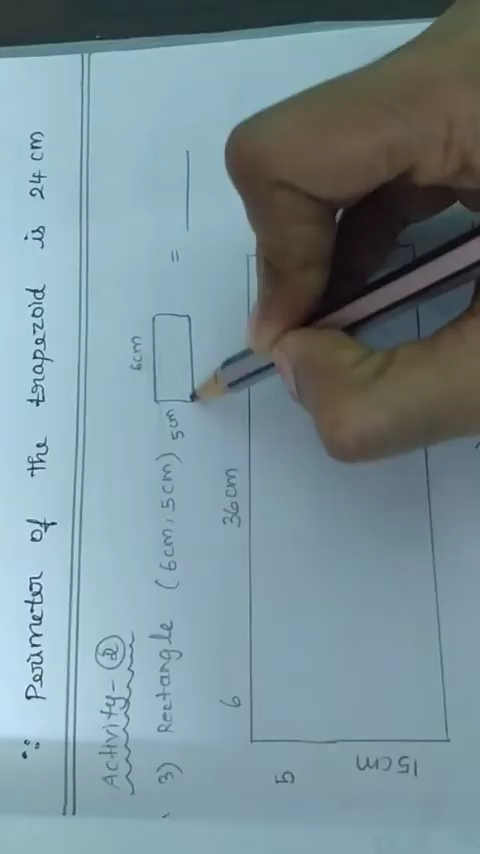 ∴ Perimeter of the trapezoid is 24 cm
Activity-②
3) Rectangle (6cm, 5cm) = ____
6cm
5cm
6
36cm
5
15cm